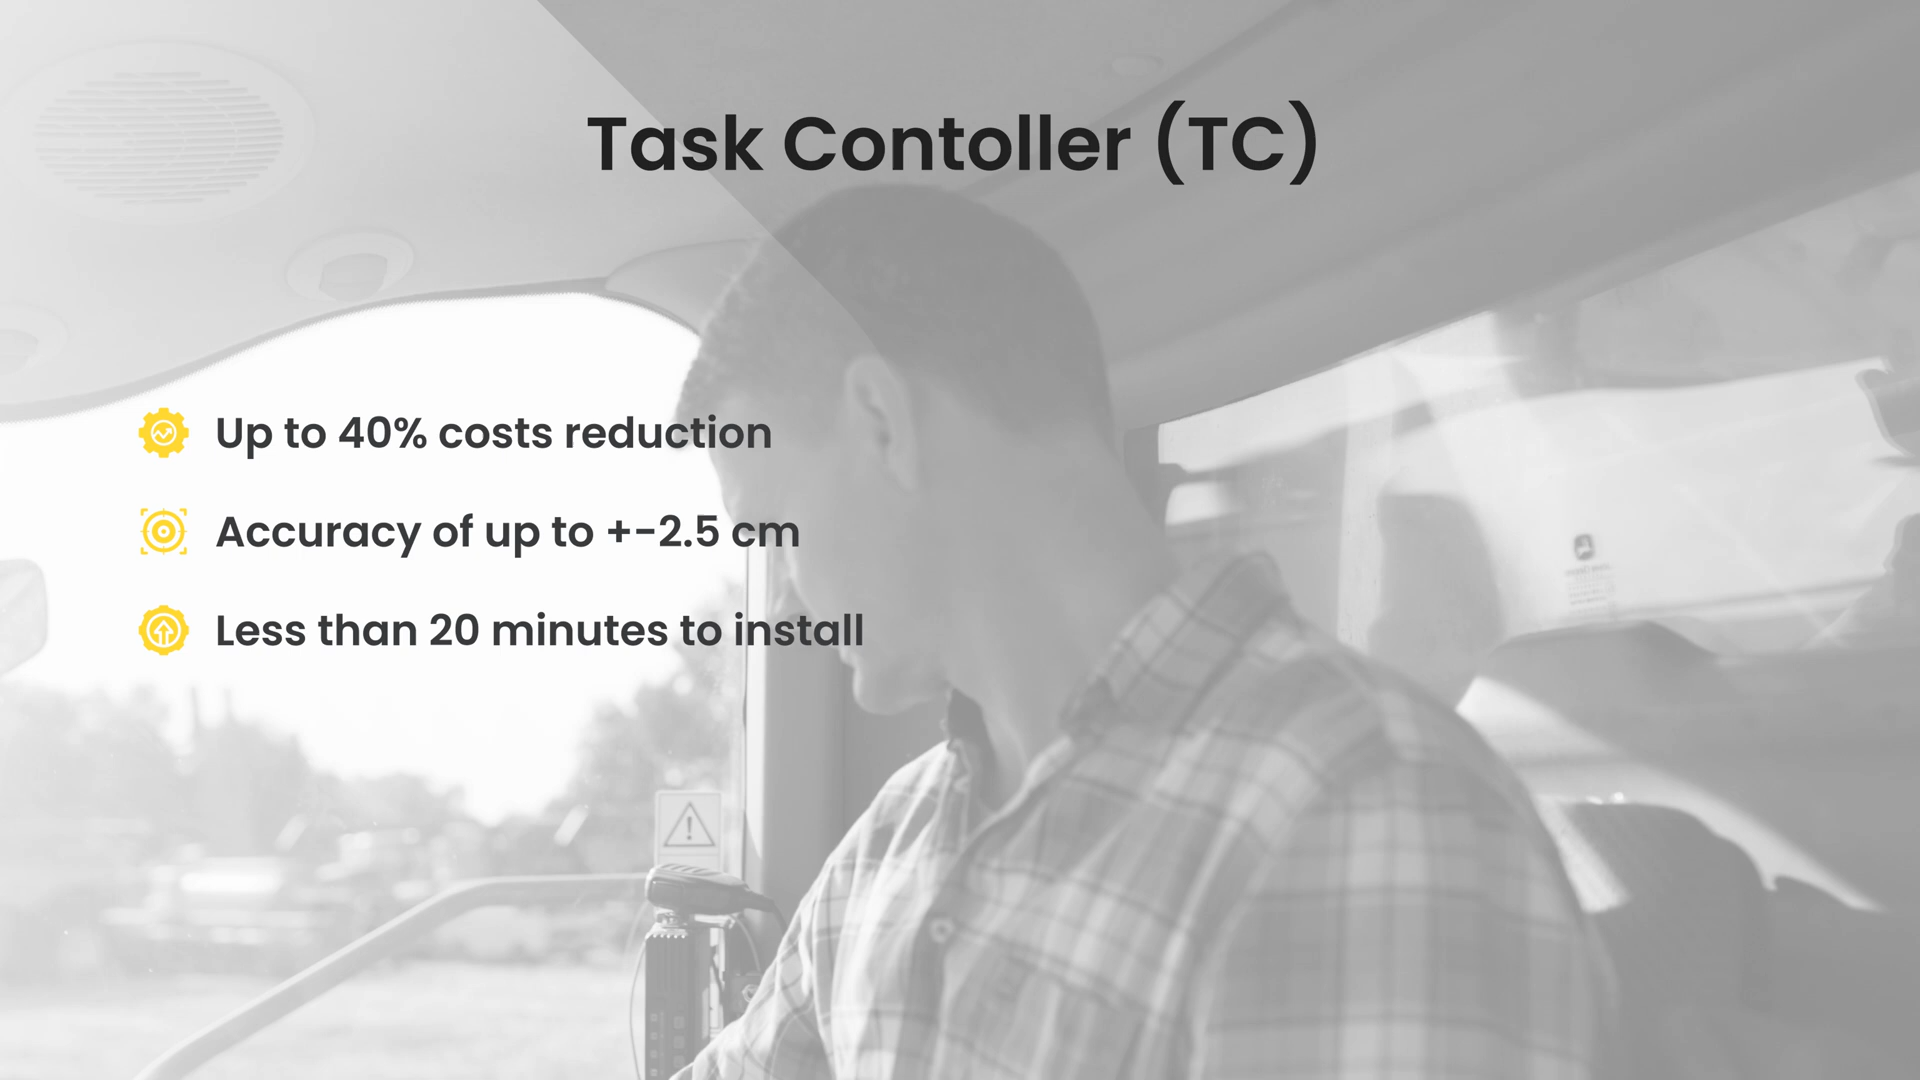 Task Contoller (TC)
Up to 40% costs reduction
Accuracy of up to +-2.5 cm
Less than 20 minutes to install